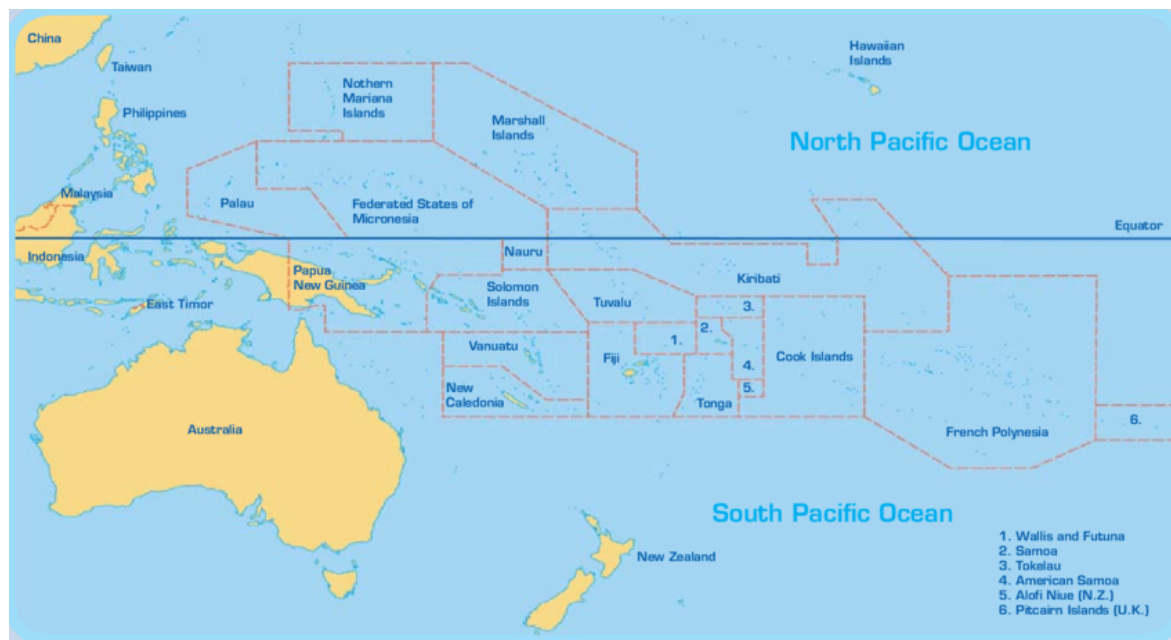 China
Taiwan
Philippines
Malaysia
Indonesia
East Timor
Palau
Nothern
Mariana
Islands
Marshall
Islands
Federated States of
Micronesia
Hawaiian
Islands
North Pacific Ocean
Equator
Nauru
Papua
New Guinea
Solomon
Islands
Kiribati
Tuvalu
3.
1.
2.
Vanuatu
Fiji
4.
Cook Islands
5.
New
Caledonia
Tonga
6.
French Polynesia
Australia
South Pacific Ocean
New Zealand
1. Wallis and Futuna
2. Samoa
3. Tokelau
4. American Samoa
5. Alofi Niue (N.Z.)
6. Pitcairn Islands (U.K.)